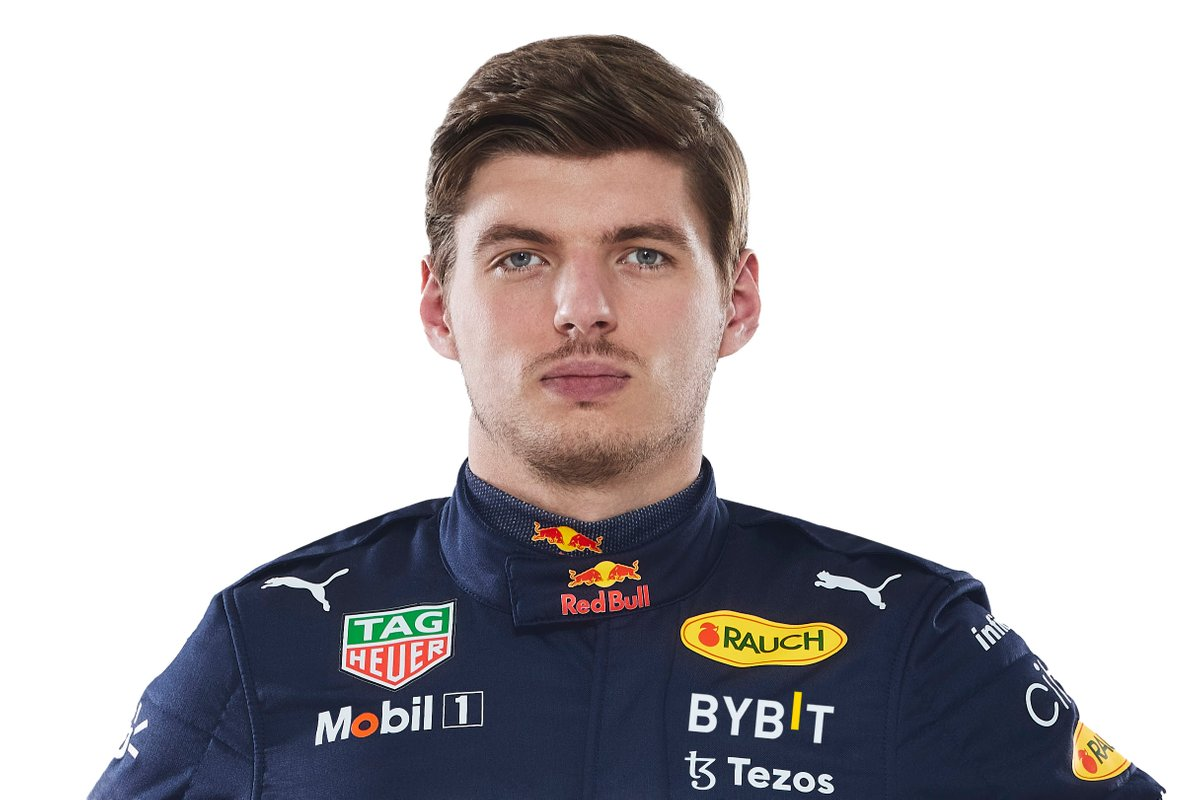 Red Bull
TAG
HEUER
RAUCH
Mobil 1
BYBIT
Tezos